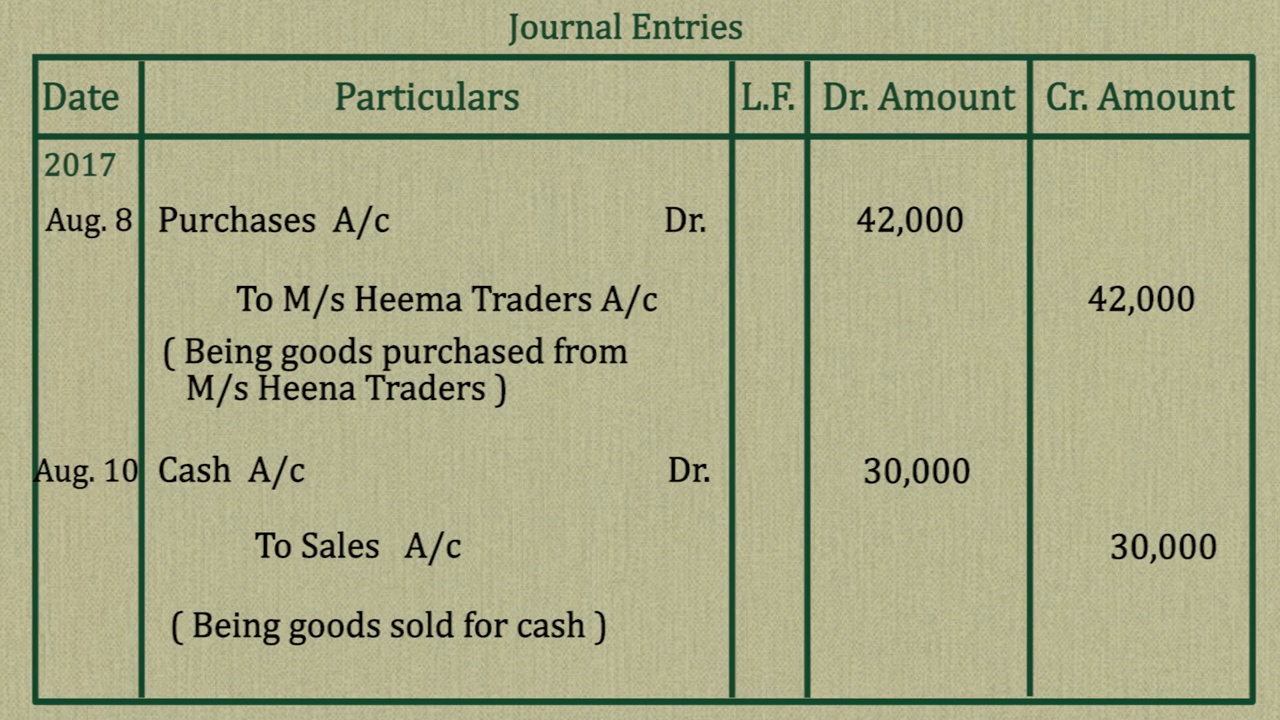 Journal Entries
Date Particulars L.F. Dr. Amount Cr. Amount
2017
Aug. 8 Purchases A/c Dr. 42,000
To M/s Heema Traders A/c 42,000
( Being goods purchased from
M/s Heena Traders )
Aug. 10 Cash A/c Dr. 30,000
To Sales A/c 30,000
( Being goods sold for cash )